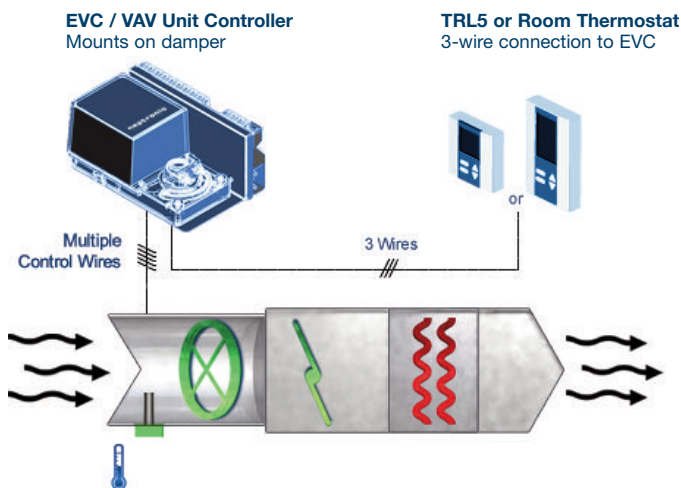 EVC / VAV Unit Controller
Mounts on damper
TRL5 or Room Thermostat
3-wire connection to EVC
neptronic
or
Multiple
Control Wires
3 Wires